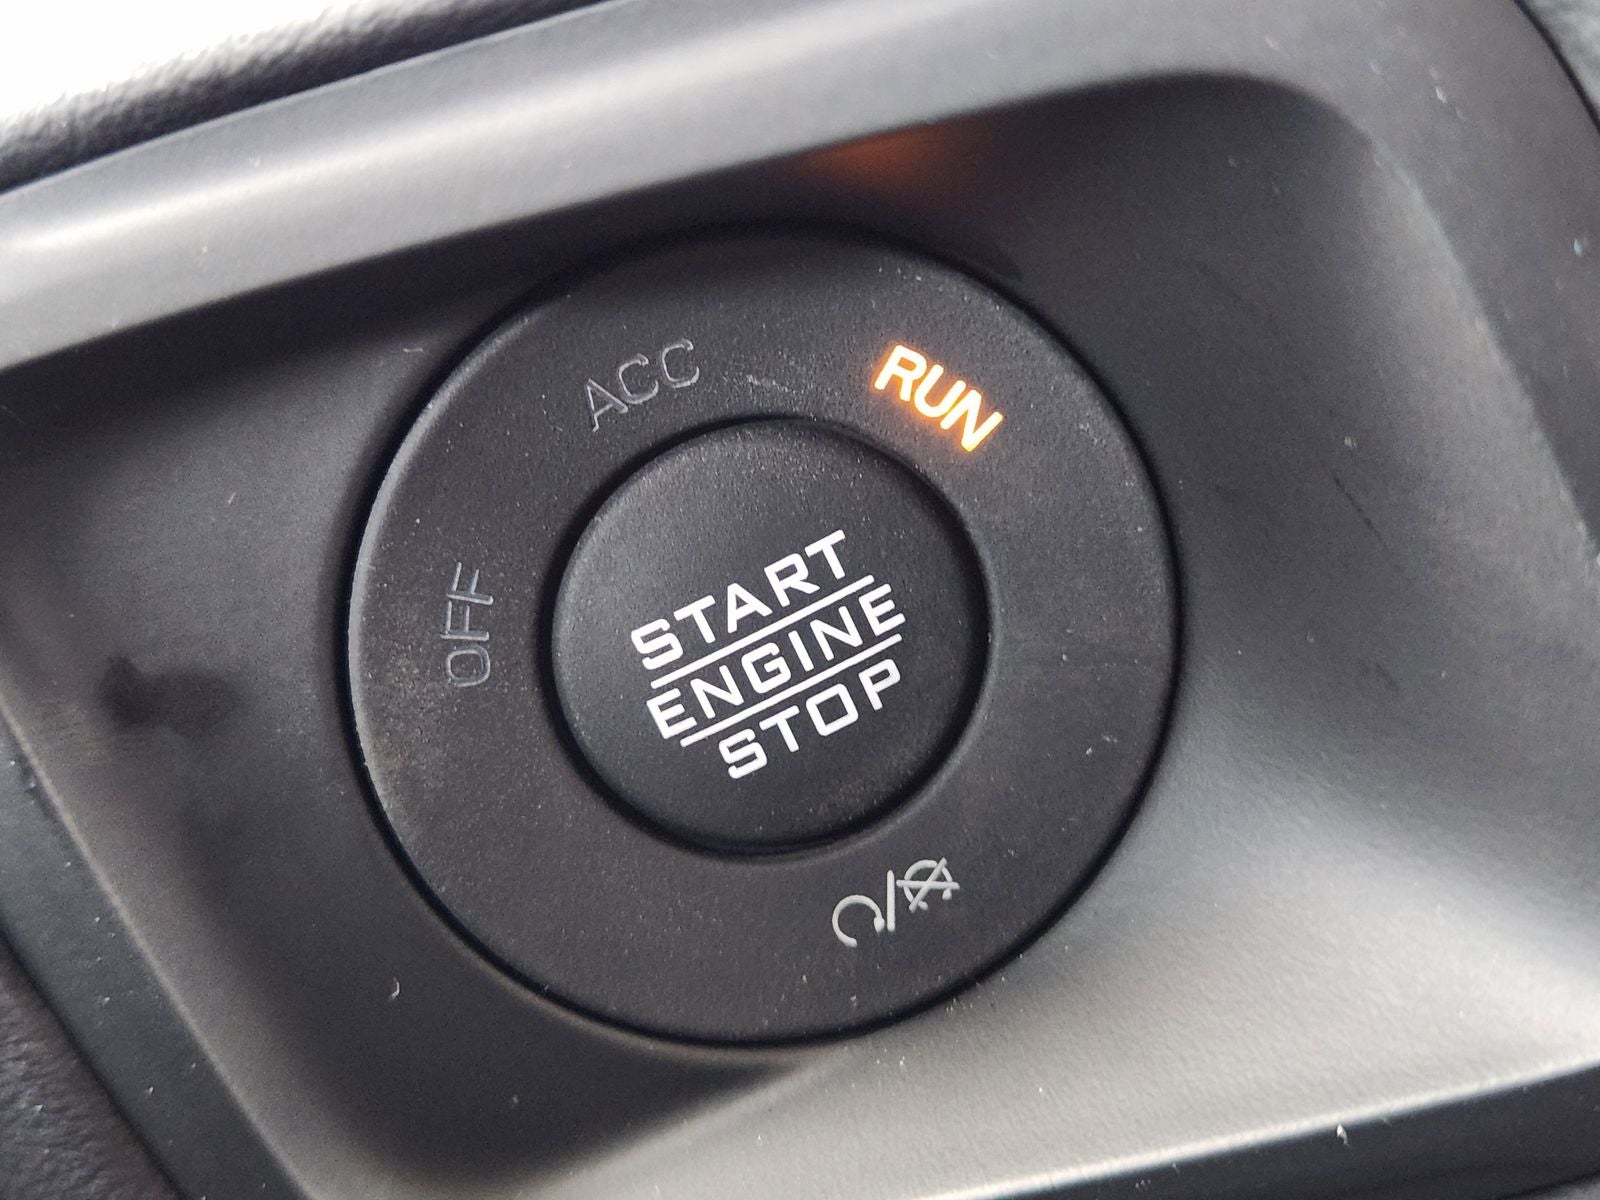 ACC
RUN
OFF
START
ENGINE
STOP